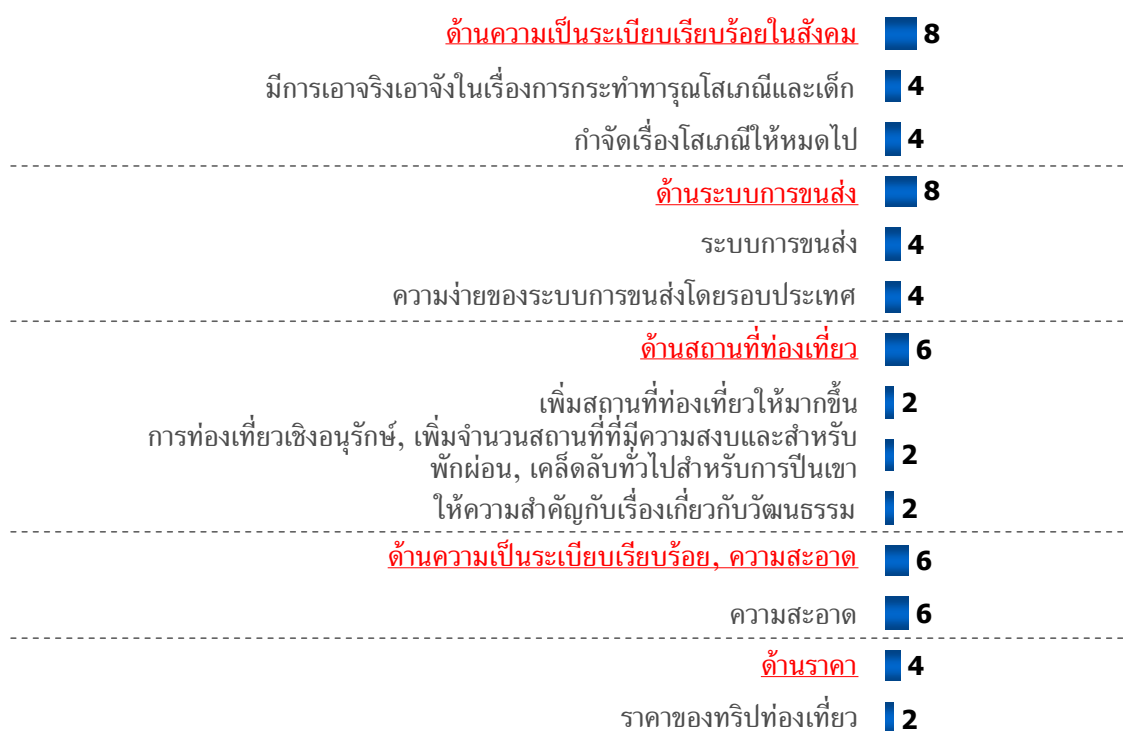 ด้านความเป็นระเบียบเรียบร้อยในสังคม 8
มีการเอาจริงเอาจังในเรื่องการกระทำทารุณโสเภณีและเด็ก 4
กำจัดเรื่องโสเภณีให้หมดไป 4
ด้านระบบการขนส่ง 8
ระบบการขนส่ง 4
ความง่ายของระบบการขนส่งโดยรอบประเทศ 4
ด้านสถานที่ท่องเที่ยว 6
เพิ่มสถานที่ท่องเที่ยวให้มากขึ้น 2
การท่องเที่ยวเชิงอนุรักษ์, เพิ่มจำนวนสถานที่ที่มีความสงบและสำหรับ
พักผ่อน, เคล็ดลับทั่วไปสำหรับการปีนเขา 2
ให้ความสำคัญกับเรื่องเกี่ยวกับวัฒนธรรม 2
ด้านความเป็นระเบียบเรียบร้อย, ความสะอาด 6
ความสะอาด 6
ด้านราคา 4
ราคาของทริปท่องเที่ยว 2